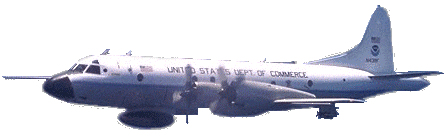 UNITED STATES DEPT. OF COMMERCE